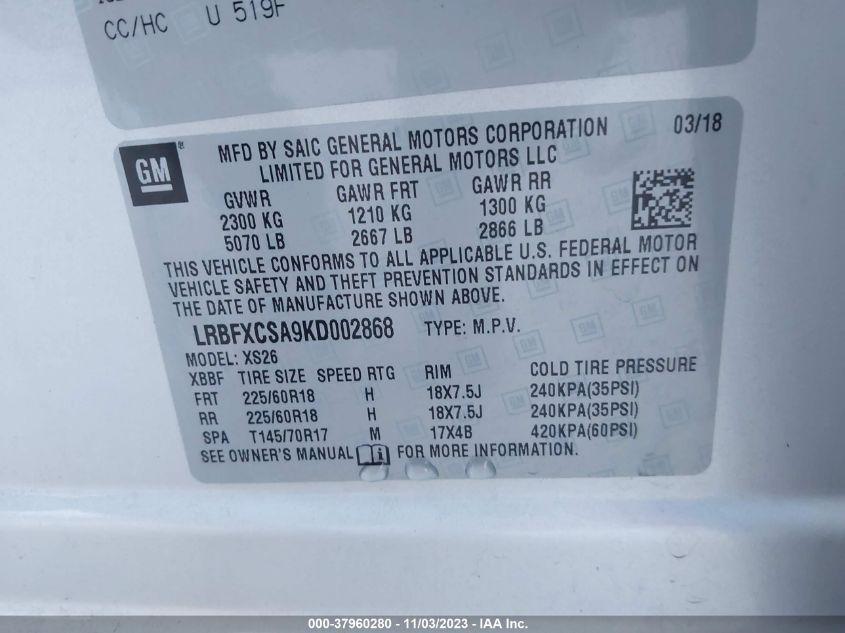 CC/HC U 519F
GM ®
MFD BY SAIC GENERAL MOTORS CORPORATION 03/18
LIMITED FOR GENERAL MOTORS LLC
GVWR GAWR FRT GAWR RR
2300 KG 1210 KG 1300 KG
5070 LB 2667 LB 2866 LB
THIS VEHICLE CONFORMS TO ALL APPLICABLE U.S. FEDERAL MOTOR
VEHICLE SAFETY AND THEFT PREVENTION STANDARDS IN EFFECT ON
THE DATE OF MANUFACTURE SHOWN ABOVE.
LRBFXCSA9KD002868 TYPE: M.P.V.
MODEL: XS26
XBBF TIRE SIZE SPEED RTG RIM COLD TIRE PRESSURE
FRT 225/60R18 H 18X7.5J 240KPA(35PSI)
RR 225/60R18 H 18X7.5J 240KPA(35PSI)
SPA T145/70R17 M 17X4B 420KPA(60PSI)
SEE OWNER'S MANUAL FOR MORE INFORMATION.
000-37960280 - 11/03/2023 - IAA Inc.